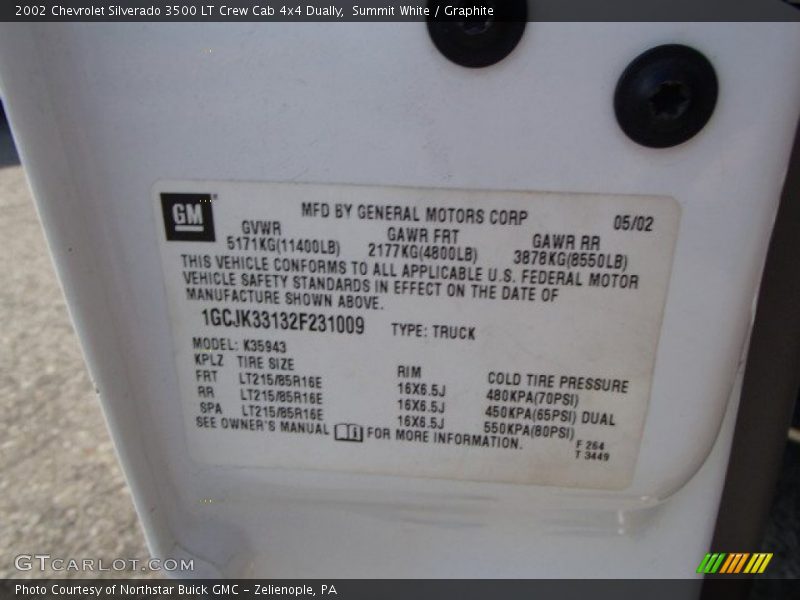 2002 Chevrolet Silverado 3500 LT Crew Cab 4x4 Dually, Summit White / Graphite
GM
MFD BY GENERAL MOTORS CORP 05/02
GVWR GAWR FRT GAWR RR
5171KG(11400LB) 2177KG(4800LB) 3878KG(8550LB)
THIS VEHICLE CONFORMS TO ALL APPLICABLE U.S. FEDERAL MOTOR
VEHICLE SAFETY STANDARDS IN EFFECT ON THE DATE OF
MANUFACTURE SHOWN ABOVE.
1GCJK33132F231009 TYPE: TRUCK
MODEL: K35943
KPLZ TIRE SIZE RIM COLD TIRE PRESSURE
FRT LT215/85R16E 16X6.5J 480KPA(70PSI)
RR LT215/85R16E 16X6.5J 450KPA(65PSI) DUAL
SPA LT215/85R16E 16X6.5J 550KPA(80PSI)
SEE OWNER'S MANUAL FOR MORE INFORMATION.
F 264
T 3449
GTCARLOT.COM
Photo Courtesy of Northstar Buick GMC - Zelienople, PA